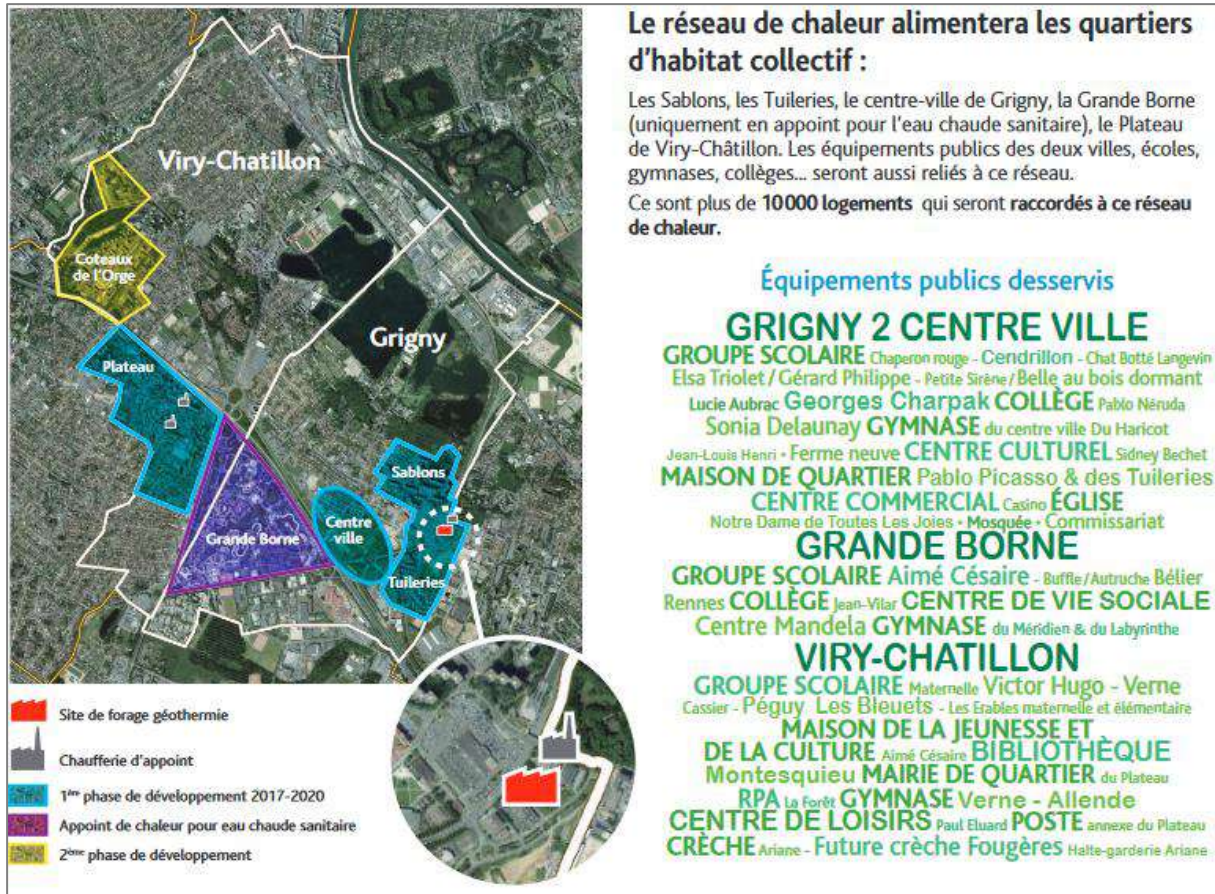 Viry-Chatillon
Coteaux
de l'Orge
Grigny
Plateau
Sablons
Centre
ville
Grande Borne
Tuileries
Site de forage géothermie
Chaufferie d'appoint
1ère phase de développement 2017-2020
Appoint de chaleur pour eau chaude sanitaire
2ème phase de développement
Le réseau de chaleur alimentera les quartiers
d'habitat collectif :
Les Sablons, les Tuileries, le centre-ville de Grigny, la Grande Borne
(uniquement en appoint pour l'eau chaude sanitaire), le Plateau
de Viry-Châtillon. Les équipements publics des deux villes, écoles,
gymnases, collèges... seront aussi reliés à ce réseau.
Ce sont plus de 10000 logements qui seront raccordés à ce réseau
de chaleur.
Équipements publics desservis
GRIGNY 2 CENTRE VILLE
GROUPE SCOLAIRE Chaperon rouge - Cendrillon - Chat Botté Langevin
Elsa Triolet / Gérard Philippe - Petite Sirène / Belle au bois dormant
Lucie Aubrac Georges Charpak COLLÈGE Pablo Néruda
Sonia Delaunay GYMNASE du centre ville Du Haricot
Jean-Louis Henri • Ferme neuve CENTRE CULTUREL Sidney Bechet
MAISON DE QUARTIER Pablo Picasso & des Tuileries
CENTRE COMMERCIAL Casino ÉGLISE
Notre Dame de Toutes Les Joies • Mosquée • Commissariat
GRANDE BORNE
GROUPE SCOLAIRE Aimé Césaire - Buffle / Autruche Bélier
Rennes COLLÈGE Jean-Vilar CENTRE DE VIE SOCIALE
Centre Mandela GYMNASE du Méridien & du Labyrinthe
VIRY-CHATILLON
GROUPE SCOLAIRE Maternelle Victor Hugo - Verne
Cassier - Péguy Les Bleuets - Les Erables maternelle et élémentaire
MAISON DE LA JEUNESSE ET
DE LA CULTURE Aimé Césaire BIBLIOTHÈQUE
Montesquieu MAIRIE DE QUARTIER du Plateau
RPA La Forêt GYMNASE Verne - Allende
CENTRE DE LOISIRS Paul Eluard POSTE annexe du Plateau
CRÈCHE Ariane - Future crèche Fougères Halte-garderie Ariane